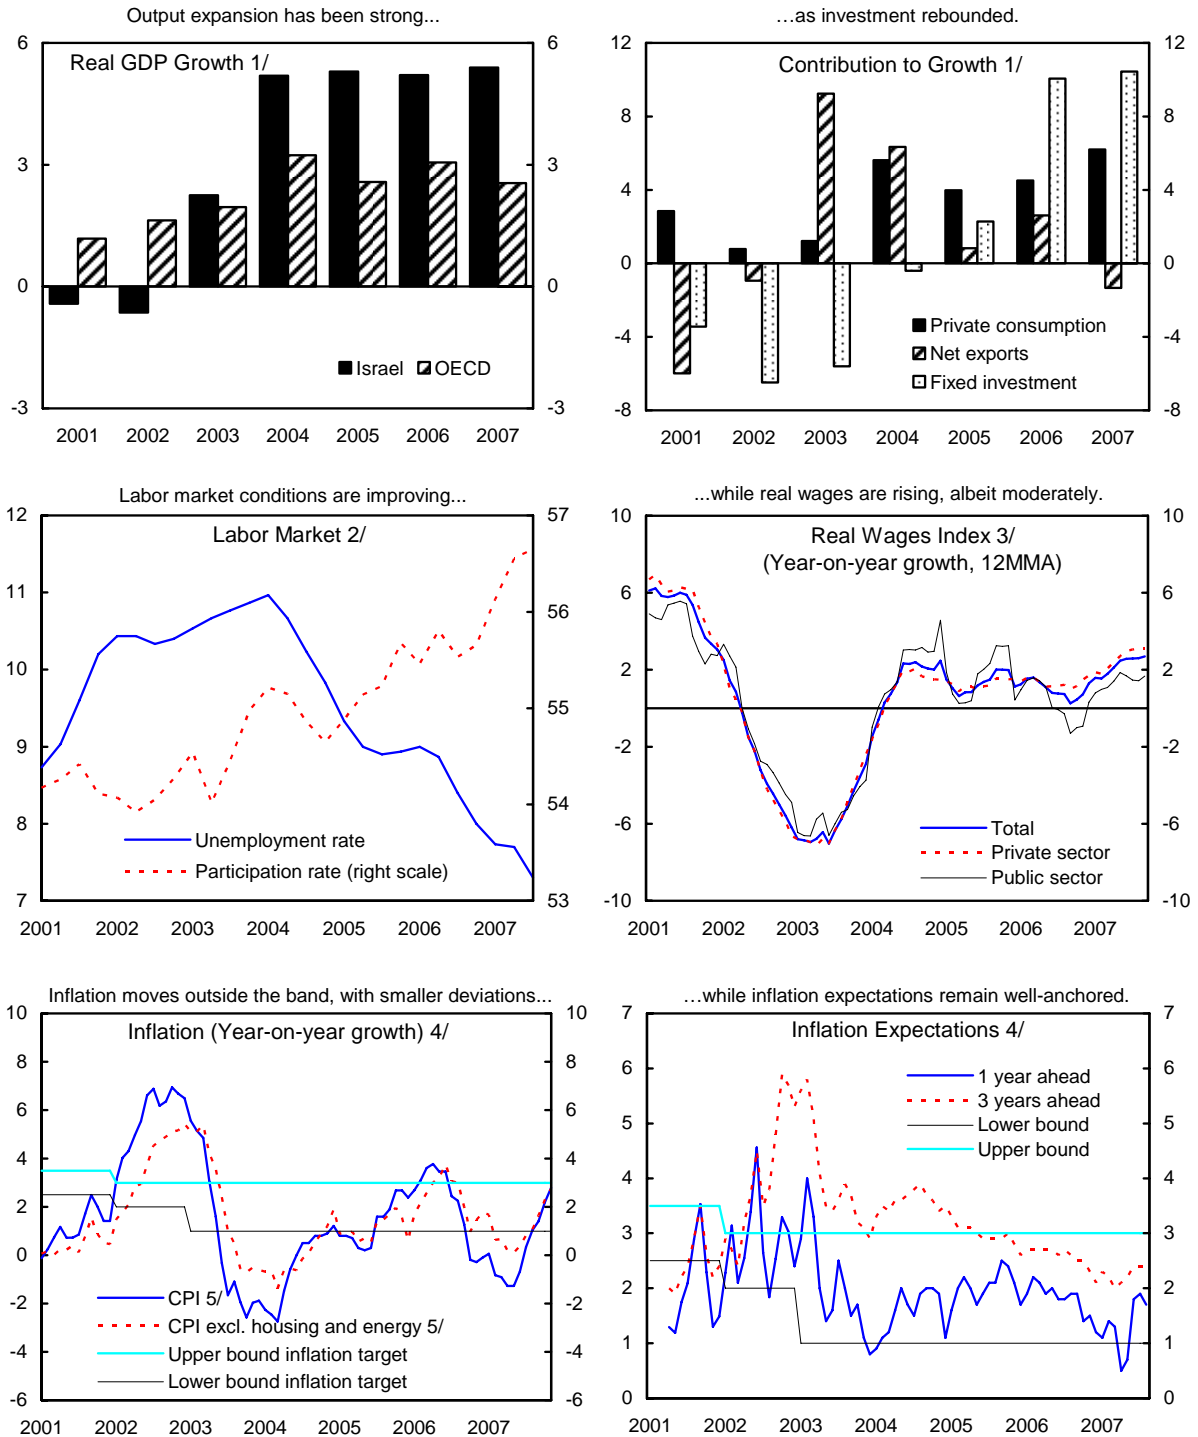 Output expansion has been strong...
Real GDP Growth 1/
6 6
3 3
0 0
-3 -3
Israel OECD
2001 2002 2003 2004 2005 2006 2007
…as investment rebounded.
Contribution to Growth 1/
12 12
8 8
4 4
0 0
-4 -4
-8 -8
Private consumption
Net exports
Fixed investment
2001 2002 2003 2004 2005 2006 2007
Labor market conditions are improving...
Labor Market 2/
12 57
11 56
10 55
9 54
8 53
7
Unemployment rate
Participation rate (right scale)
2001 2002 2003 2004 2005 2006 2007
...while real wages are rising, albeit moderately.
Real Wages Index 3/
(Year-on-year growth, 12MMA)
10 10
6 6
2 2
-2 -2
-6 -6
-10 -10
Total
Private sector
Public sector
2001 2002 2003 2004 2005 2006 2007
Inflation moves outside the band, with smaller deviations...
Inflation (Year-on-year growth) 4/
10 10
8 8
6 6
4 4
2 2
0 0
-2 -2
-4 -4
-6 -6
CPI 5/
CPI excl. housing and energy 5/
Upper bound inflation target
Lower bound inflation target
2001 2002 2003 2004 2005 2006 2007
…while inflation expectations remain well-anchored.
Inflation Expectations 4/
7 7
6 6
5 5
4 4
3 3
2 2
1 1
0 0
1 year ahead
3 years ahead
Lower bound
Upper bound
2001 2002 2003 2004 2005 2006 2007